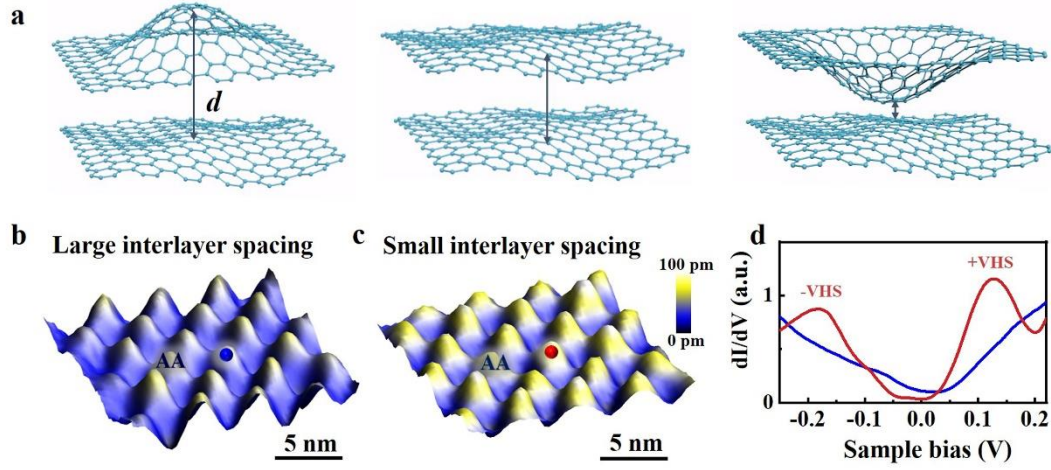 a
d
b
Large interlayer spacing
AA
5 nm
c
Small interlayer spacing
100 pm
0 pm
AA
5 nm
d
dI/dV (a.u.)
1
0
-VHS
+VHS
-0.2
-0.1
0.0
0.1
0.2
Sample bias (V)